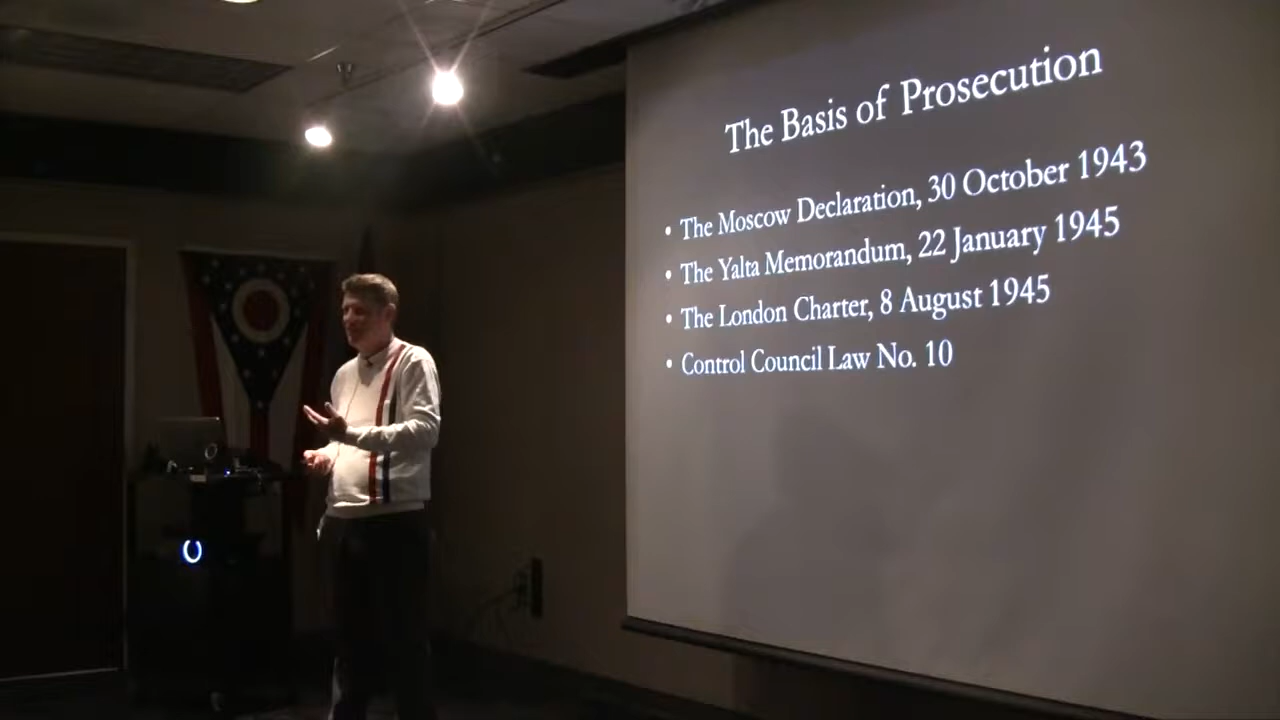 The Basis of Prosecution
• The Moscow Declaration, 30 October 1943
• The Yalta Memorandum, 22 January 1945
• The London Charter, 8 August 1945
• Control Council Law No. 10